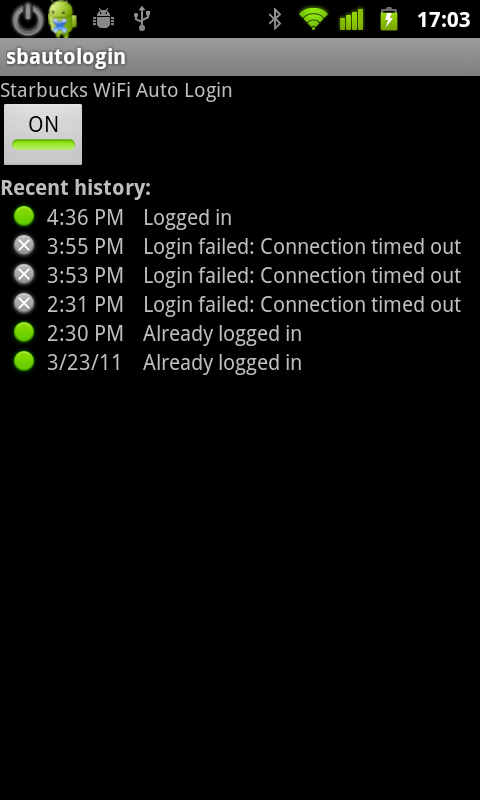 17:03
sbautologin
Starbucks WiFi Auto Login
ON
Recent history:
4:36 PM Logged in
3:55 PM Login failed: Connection timed out
3:53 PM Login failed: Connection timed out
2:31 PM Login failed: Connection timed out
2:30 PM Already logged in
3/23/11 Already logged in